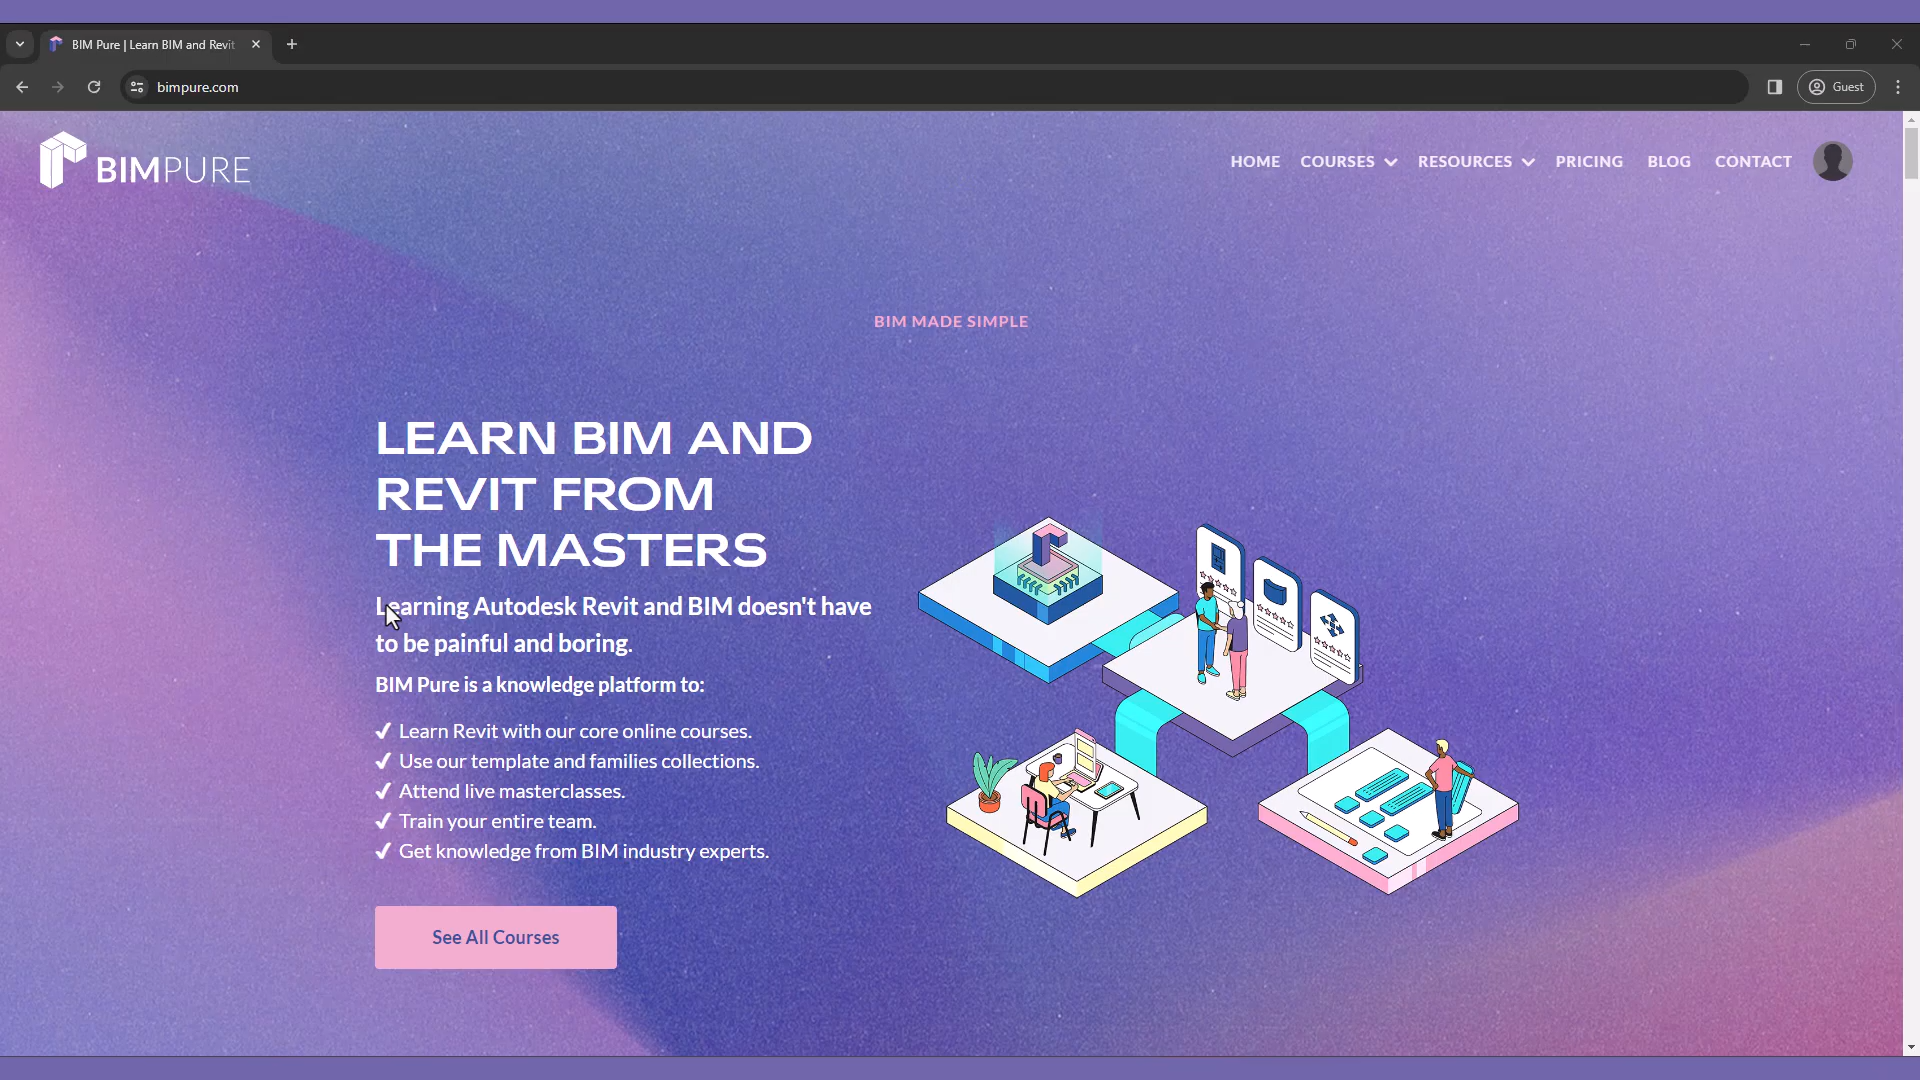 BIM Pure | Learn BIM and Revit
bimpure.com
Guest
BIMPURE
HOME COURSES RESOURCES PRICING BLOG CONTACT
BIM MADE SIMPLE
LEARN BIM AND
REVIT FROM
THE MASTERS
Learning Autodesk Revit and BIM doesn't have
to be painful and boring.
BIM Pure is a knowledge platform to:
✓ Learn Revit with our core online courses.
✓ Use our template and families collections.
✓ Attend live masterclasses.
✓ Train your entire team.
✓ Get knowledge from BIM industry experts.
See All Courses